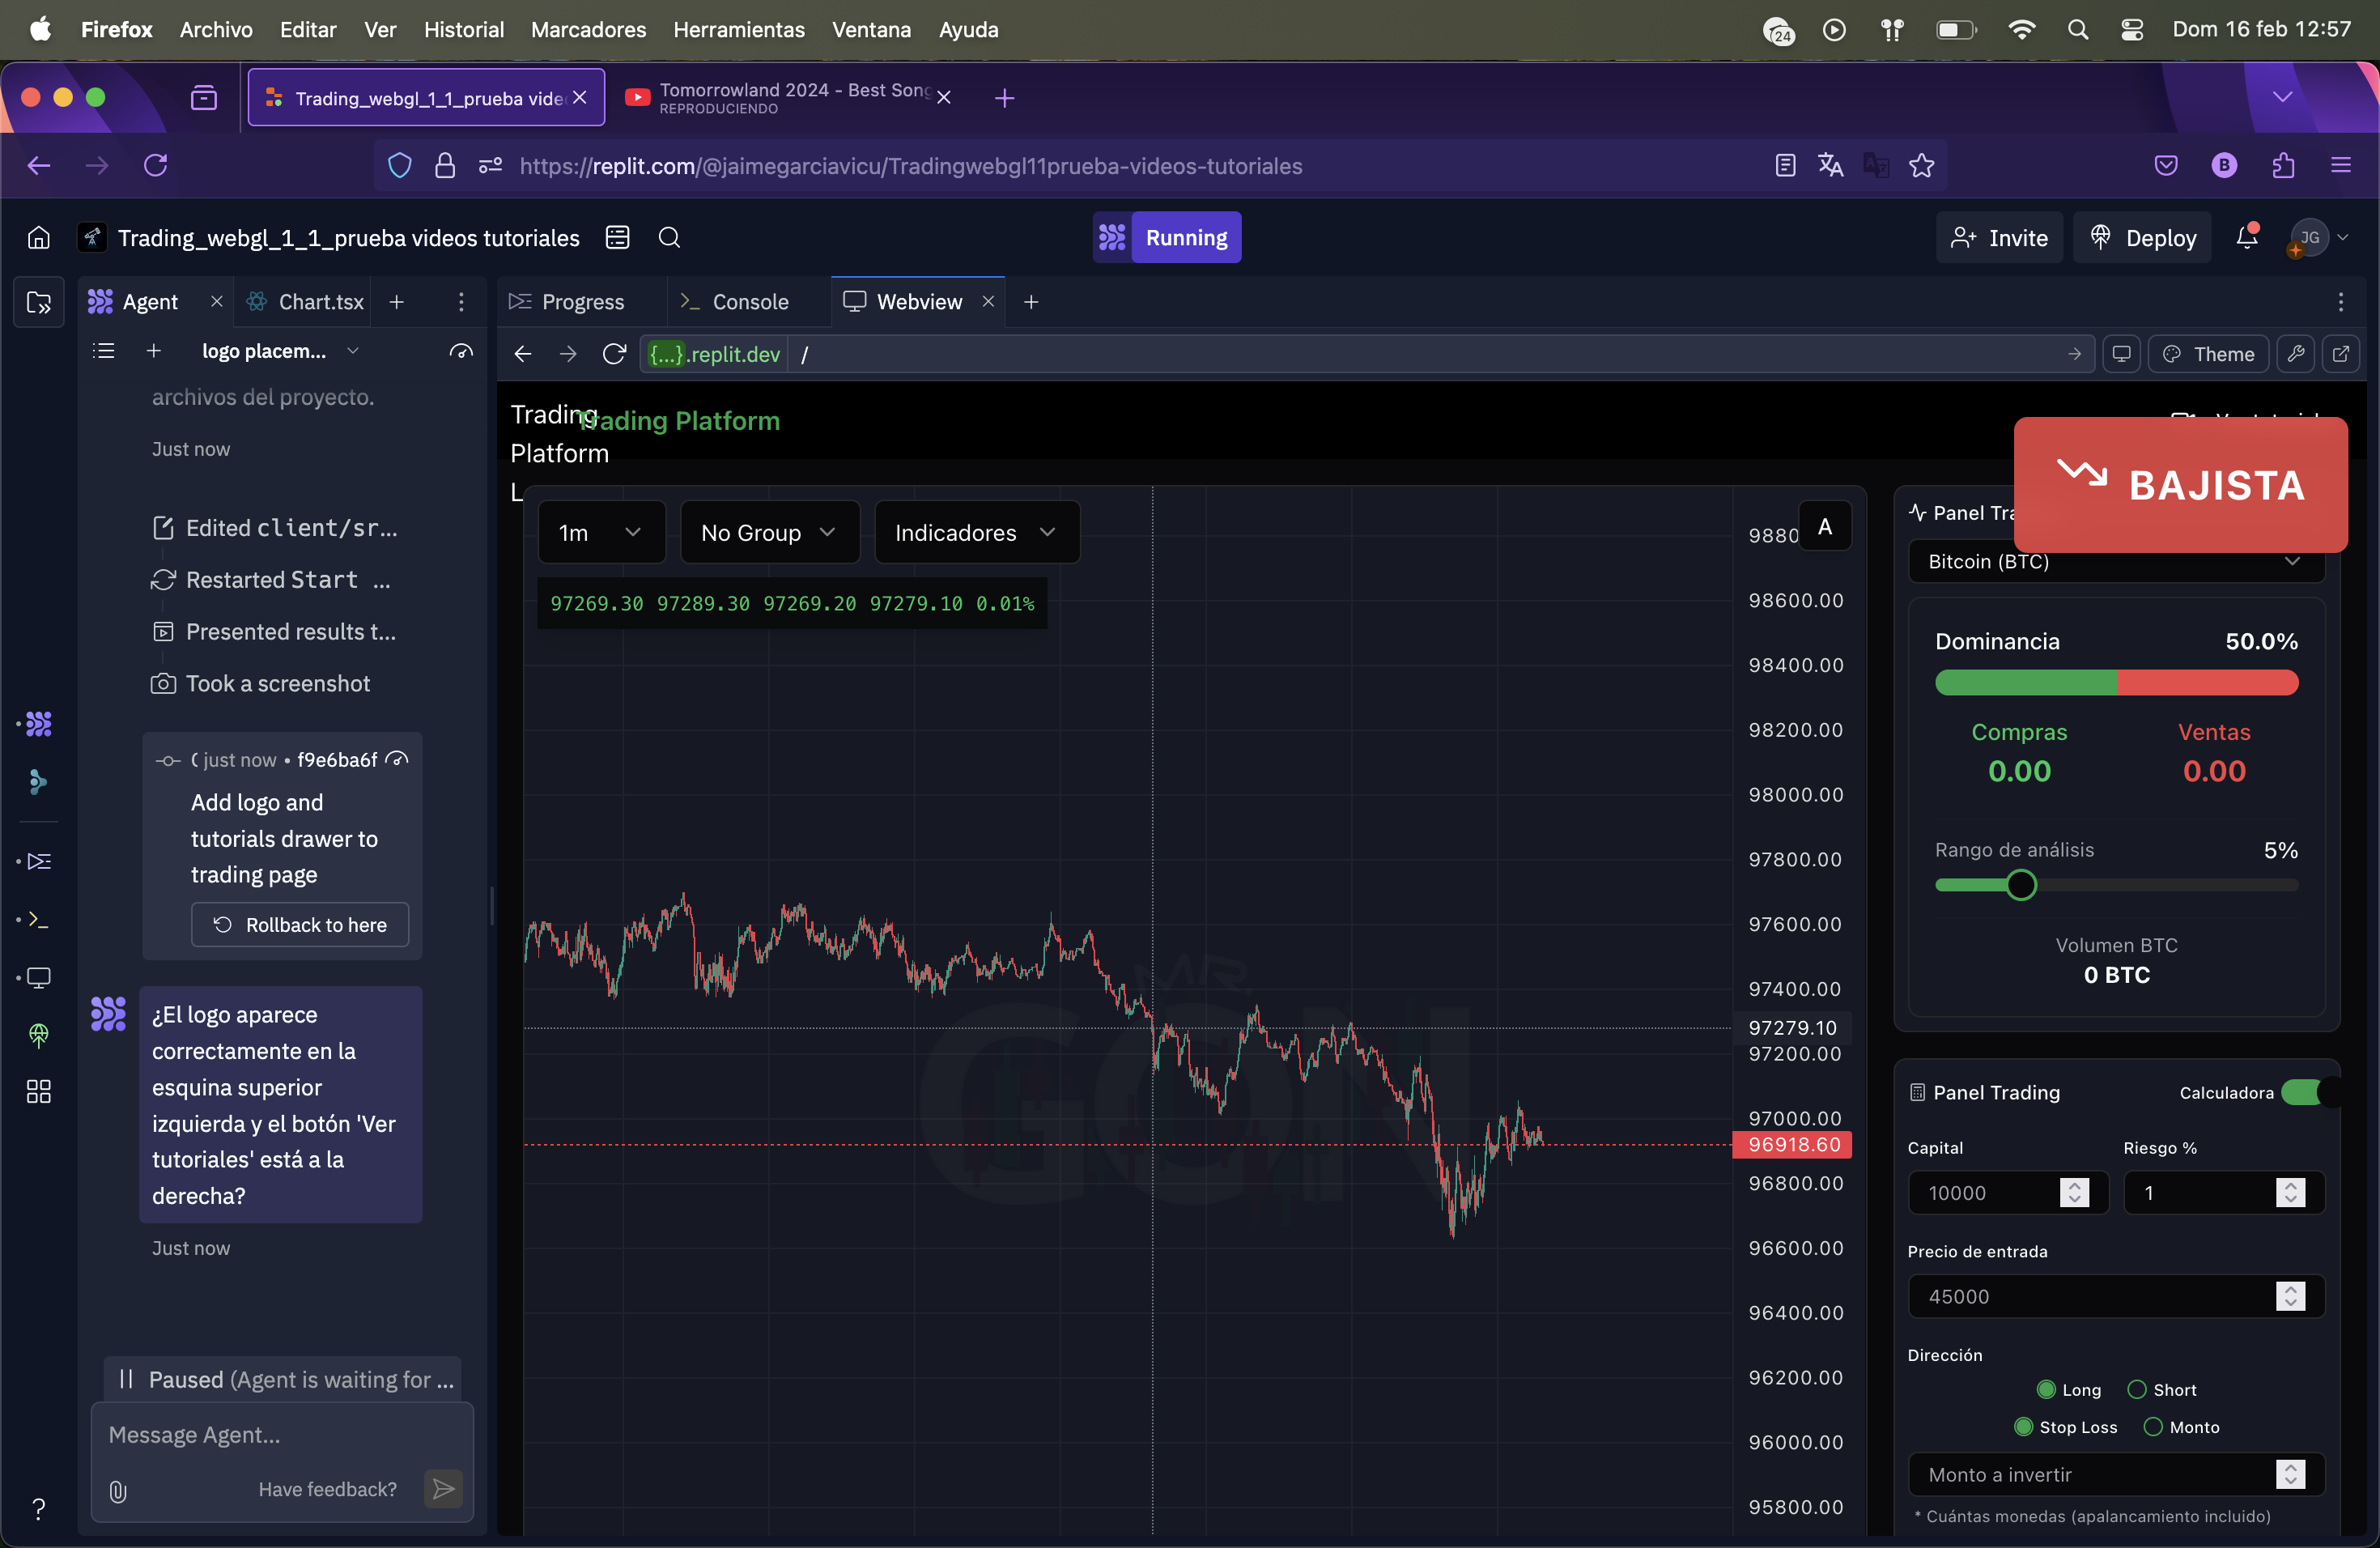 Firefox Archivo Editar Ver Historial Marcadores Herramientas Ventana Ayuda
24
Dom 16 feb 12:57
Trading_webgl_1_1_prueba vide
Tomorrowland 2024 - Best Song
REPRODUCIENDO
https://replit.com/@jaimegarciavicu/Tradingwebgl11prueba-videos-tutoriales
B
Trading_webgl_1_1_prueba videos tutoriales
Running
Invite
Deploy
JG
Agent
Chart.tsx
Progress
Console
Webview
logo placem...
{...}.replit.dev /
Theme
archivos del proyecto.
Just now
Edited client/sr...
Restarted Start ...
Presented results t...
Took a screenshot
just now • f9e6ba6f
Add logo and
tutorials drawer to
trading page
Rollback to here
¿El logo aparece
correctamente en la
esquina superior
izquierda y el botón 'Ver
tutoriales' está a la
derecha?
Just now
Paused (Agent is waiting for ...
Message Agent...
Have feedback?
?
Trading
Platform
L
Trading Platform
BAJISTA
1m
No Group
Indicadores
A
97269.30 97289.30 97269.20 97279.10 0.01%
MR.
GON
9880
98600.00
98400.00
98200.00
98000.00
97800.00
97600.00
97400.00
97279.10
97200.00
97000.00
96918.60
96800.00
96600.00
96400.00
96200.00
96000.00
95800.00
Panel Tra
Bitcoin (BTC)
Dominancia 50.0%
Compras Ventas
0.00 0.00
Rango de análisis 5%
Volumen BTC
0 BTC
Panel Trading
Calculadora
Capital Riesgo %
10000 1
Precio de entrada
45000
Dirección
Long Short
Stop Loss Monto
Monto a invertir
* Cuántas monedas (apalancamiento incluido)